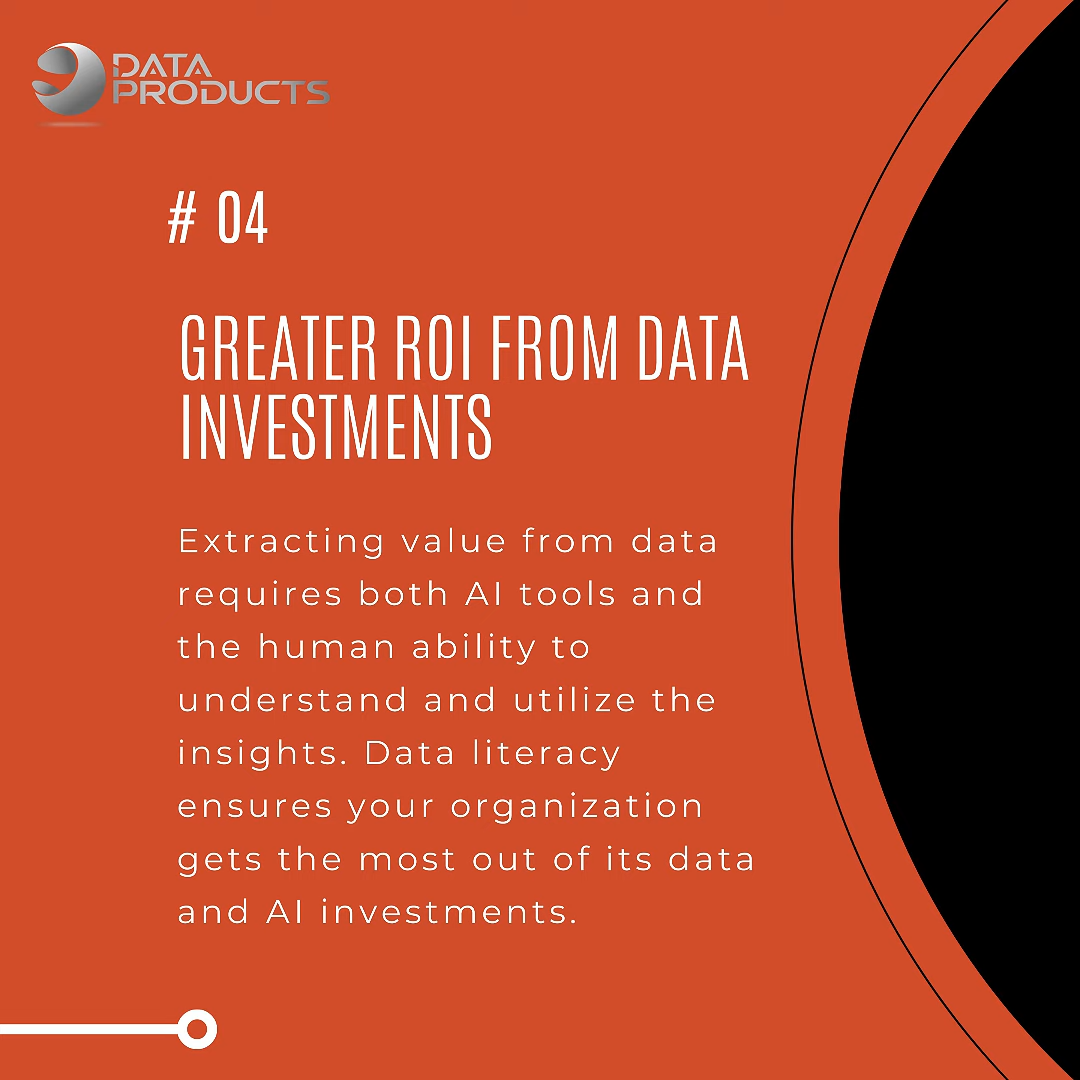 DATA
PRODUCTS
# 04
GREATER ROI FROM DATA
INVESTMENTS
Extracting value from data
requires both AI tools and
the human ability to
understand and utilize the
insights. Data literacy
ensures your organization
gets the most out of its data
and AI investments.